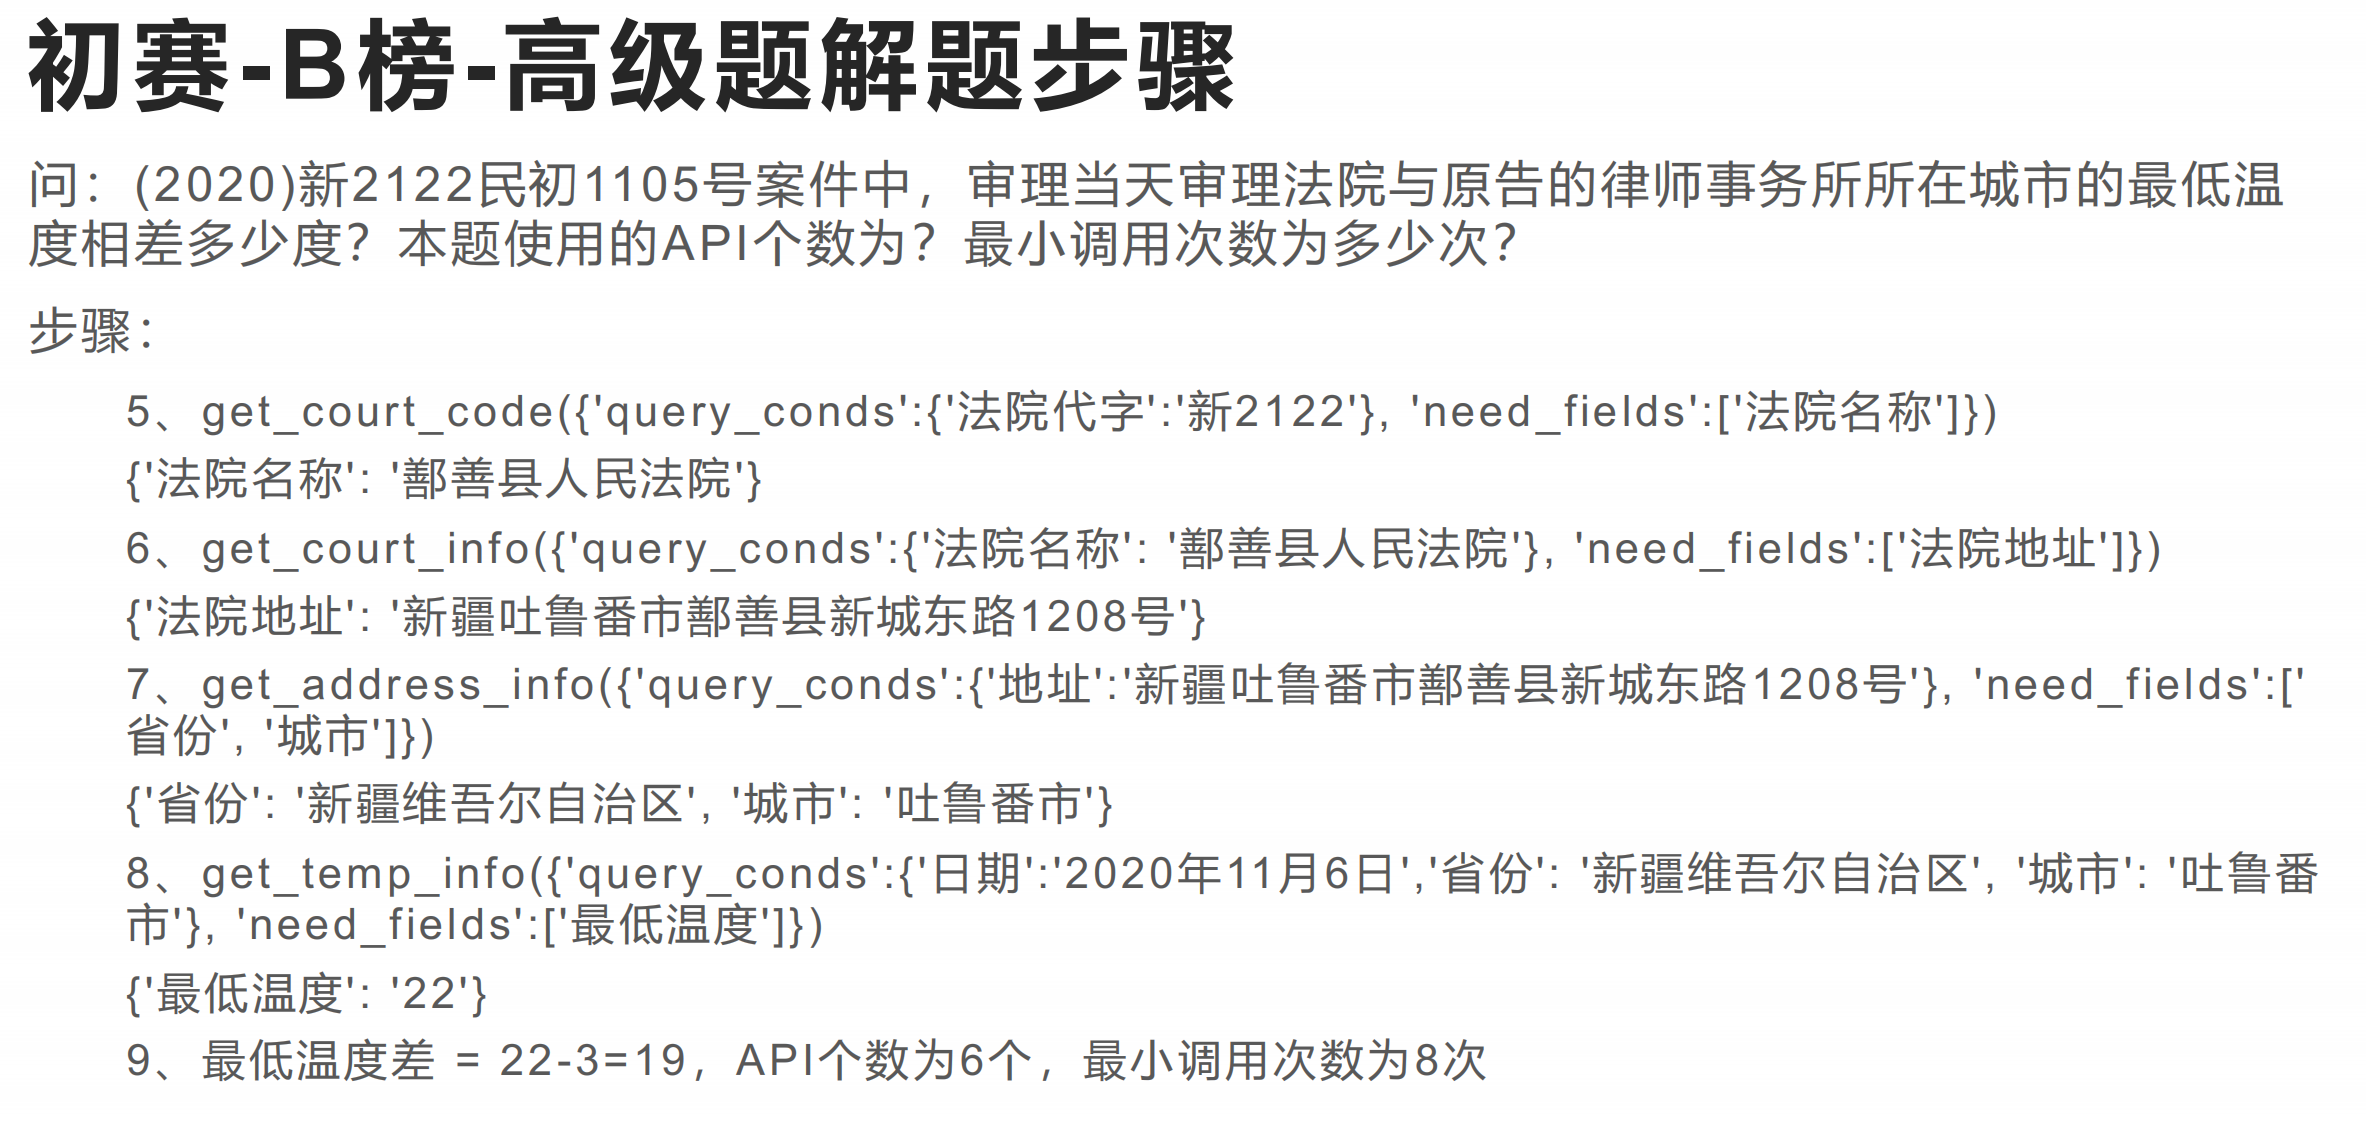 初赛-B榜-高级题解题步骤
问：(2020)新2122民初1105号案件中，审理当天审理法院与原告的律师事务所所在城市的最低温
度相差多少度？本题使用的API个数为？最小调用次数为多少次？
步骤：
5、get_court_code({'query_conds':{'法院代字':'新2122'}, 'need_fields':['法院名称']})
{'法院名称': '鄯善县人民法院'}
6、get_court_info({'query_conds':{'法院名称': '鄯善县人民法院'}, 'need_fields':['法院地址']})
{'法院地址': '新疆吐鲁番市鄯善县新城东路1208号'}
7、get_address_info({'query_conds':{'地址':'新疆吐鲁番市鄯善县新城东路1208号'}, 'need_fields':['
省份', '城市']})
{'省份': '新疆维吾尔自治区', '城市': '吐鲁番市'}
8、get_temp_info({'query_conds':{'日期':'2020年11月6日','省份': '新疆维吾尔自治区', '城市': '吐鲁番
市'}, 'need_fields':['最低温度']})
{'最低温度': '22'}
9、最低温度差 = 22-3=19，API个数为6个，最小调用次数为8次